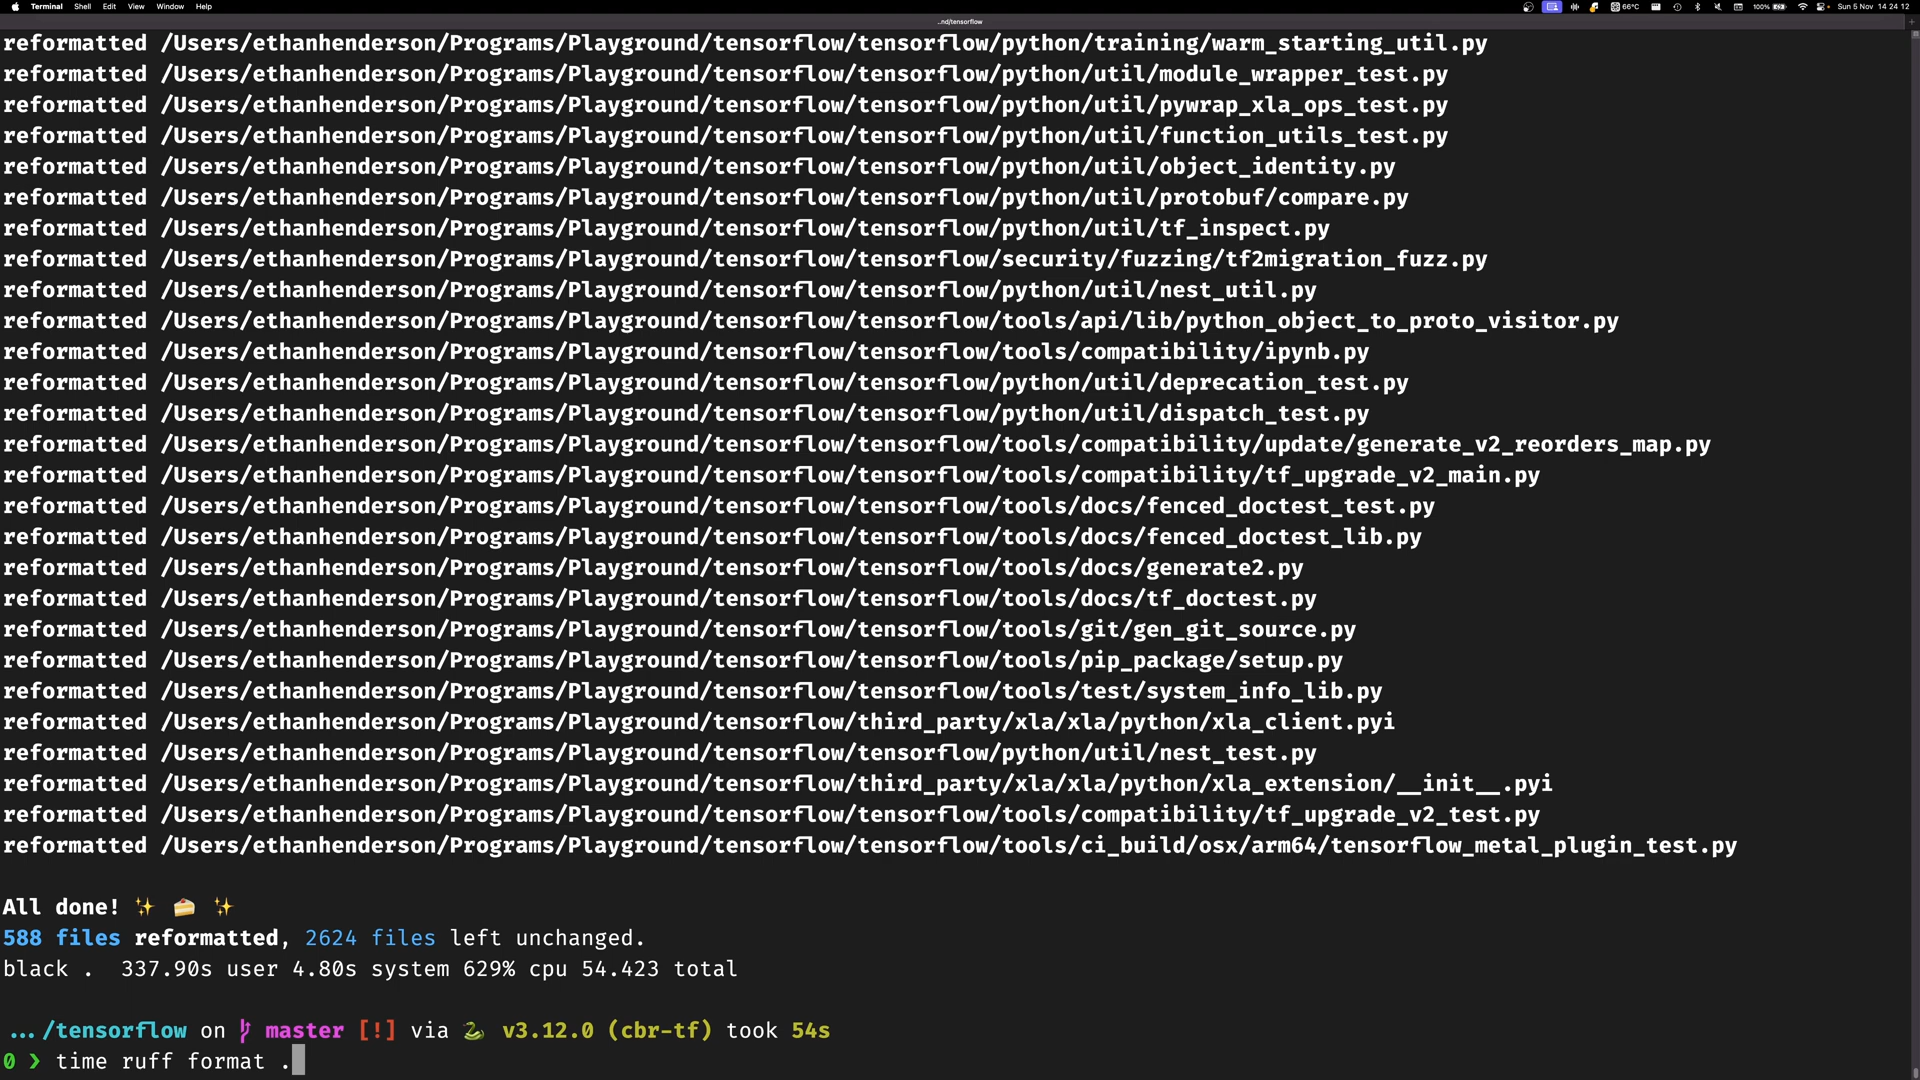 Terminal Shell Edit View Window Help 66°C 100% Sun 5 Nov 14 24 12
..nd/tensorflow
reformatted /Users/ethanhenderson/Programs/Playground/tensorflow/tensorflow/python/training/warm_starting_util.py
reformatted /Users/ethanhenderson/Programs/Playground/tensorflow/tensorflow/python/util/module_wrapper_test.py
reformatted /Users/ethanhenderson/Programs/Playground/tensorflow/tensorflow/python/util/pywrap_xla_ops_test.py
reformatted /Users/ethanhenderson/Programs/Playground/tensorflow/tensorflow/python/util/function_utils_test.py
reformatted /Users/ethanhenderson/Programs/Playground/tensorflow/tensorflow/python/util/object_identity.py
reformatted /Users/ethanhenderson/Programs/Playground/tensorflow/tensorflow/python/util/protobuf/compare.py
reformatted /Users/ethanhenderson/Programs/Playground/tensorflow/tensorflow/python/util/tf_inspect.py
reformatted /Users/ethanhenderson/Programs/Playground/tensorflow/tensorflow/security/fuzzing/tf2migration_fuzz.py
reformatted /Users/ethanhenderson/Programs/Playground/tensorflow/tensorflow/python/util/nest_util.py
reformatted /Users/ethanhenderson/Programs/Playground/tensorflow/tensorflow/tools/api/lib/python_object_to_proto_visitor.py
reformatted /Users/ethanhenderson/Programs/Playground/tensorflow/tensorflow/tools/compatibility/ipynb.py
reformatted /Users/ethanhenderson/Programs/Playground/tensorflow/tensorflow/python/util/deprecation_test.py
reformatted /Users/ethanhenderson/Programs/Playground/tensorflow/tensorflow/python/util/dispatch_test.py
reformatted /Users/ethanhenderson/Programs/Playground/tensorflow/tensorflow/tools/compatibility/update/generate_v2_reorders_map.py
reformatted /Users/ethanhenderson/Programs/Playground/tensorflow/tensorflow/tools/compatibility/tf_upgrade_v2_main.py
reformatted /Users/ethanhenderson/Programs/Playground/tensorflow/tensorflow/tools/docs/fenced_doctest_test.py
reformatted /Users/ethanhenderson/Programs/Playground/tensorflow/tensorflow/tools/docs/fenced_doctest_lib.py
reformatted /Users/ethanhenderson/Programs/Playground/tensorflow/tensorflow/tools/docs/generate2.py
reformatted /Users/ethanhenderson/Programs/Playground/tensorflow/tensorflow/tools/docs/tf_doctest.py
reformatted /Users/ethanhenderson/Programs/Playground/tensorflow/tensorflow/tools/git/gen_git_source.py
reformatted /Users/ethanhenderson/Programs/Playground/tensorflow/tensorflow/tools/pip_package/setup.py
reformatted /Users/ethanhenderson/Programs/Playground/tensorflow/tensorflow/tools/test/system_info_lib.py
reformatted /Users/ethanhenderson/Programs/Playground/tensorflow/third_party/xla/xla/python/xla_client.pyi
reformatted /Users/ethanhenderson/Programs/Playground/tensorflow/tensorflow/python/util/nest_test.py
reformatted /Users/ethanhenderson/Programs/Playground/tensorflow/third_party/xla/xla/python/xla_extension/__init__.pyi
reformatted /Users/ethanhenderson/Programs/Playground/tensorflow/tensorflow/tools/compatibility/tf_upgrade_v2_test.py
reformatted /Users/ethanhenderson/Programs/Playground/tensorflow/tensorflow/tools/ci_build/osx/arm64/tensorflow_metal_plugin_test.py
All done! ✨ 🍰 ✨
588 files reformatted, 2624 files left unchanged.
black .  337.90s user 4.80s system 629% cpu 54.423 total
…/tensorflow on master [!] via 🐍 v3.12.0 (cbr-tf) took 54s
0 ❯ time ruff format .